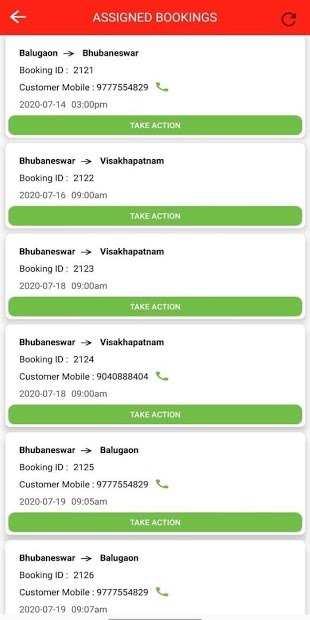 ASSIGNED BOOKINGS
Balugaon → Bhubaneswar
Booking ID : 2121
Customer Mobile : 9777554829
2020-07-14 03:00pm
TAKE ACTION
Bhubaneswar → Visakhapatnam
Booking ID : 2122
2020-07-16 09:00am
TAKE ACTION
Bhubaneswar → Visakhapatnam
Booking ID : 2123
2020-07-18 09:00am
TAKE ACTION
Bhubaneswar → Visakhapatnam
Booking ID : 2124
Customer Mobile : 9040888404
2020-07-18 09:00am
TAKE ACTION
Bhubaneswar → Balugaon
Booking ID : 2125
Customer Mobile : 9777554829
2020-07-19 09:05am
TAKE ACTION
Bhubaneswar → Balugaon
Booking ID : 2126
Customer Mobile : 9777554829
2020-07-19 09:07am